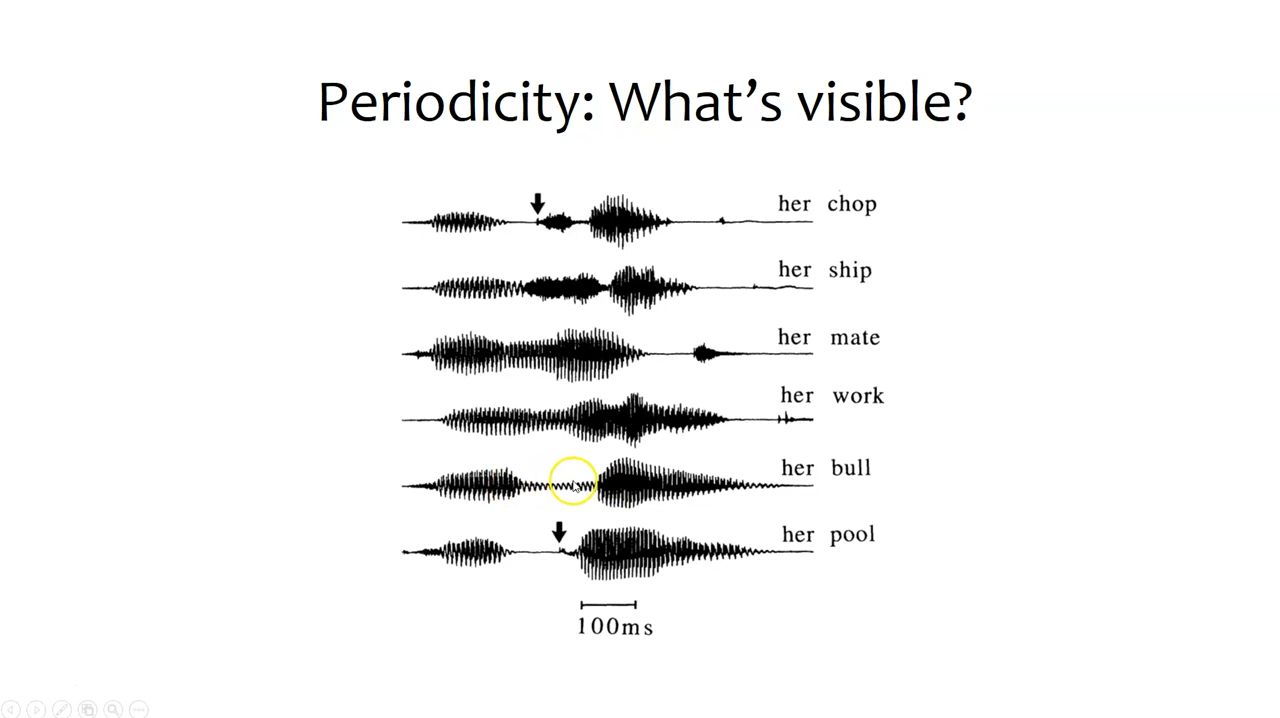 Periodicity: What's visible?
her chop
her ship
her mate
her work
her bull
her pool
100ms